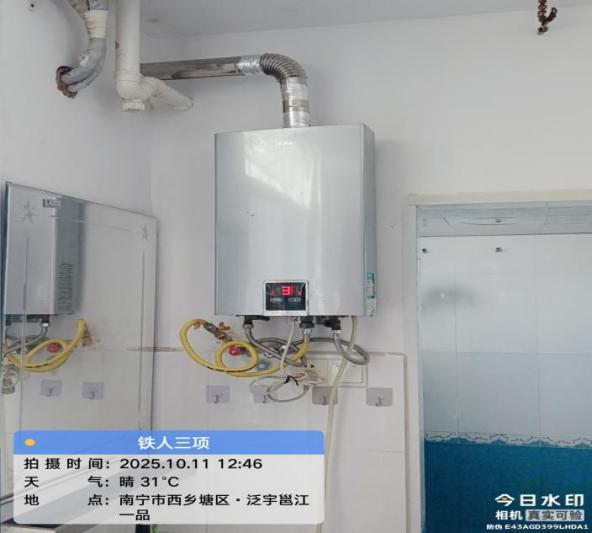 31
铁人三项
拍摄时间：2025.10.11 12:46
天 气：晴 31℃
地 点：南宁市西乡塘区·泛宇邕江
一品
今日水印
相机 真实可验
防伪 E43AGD399LHDA1